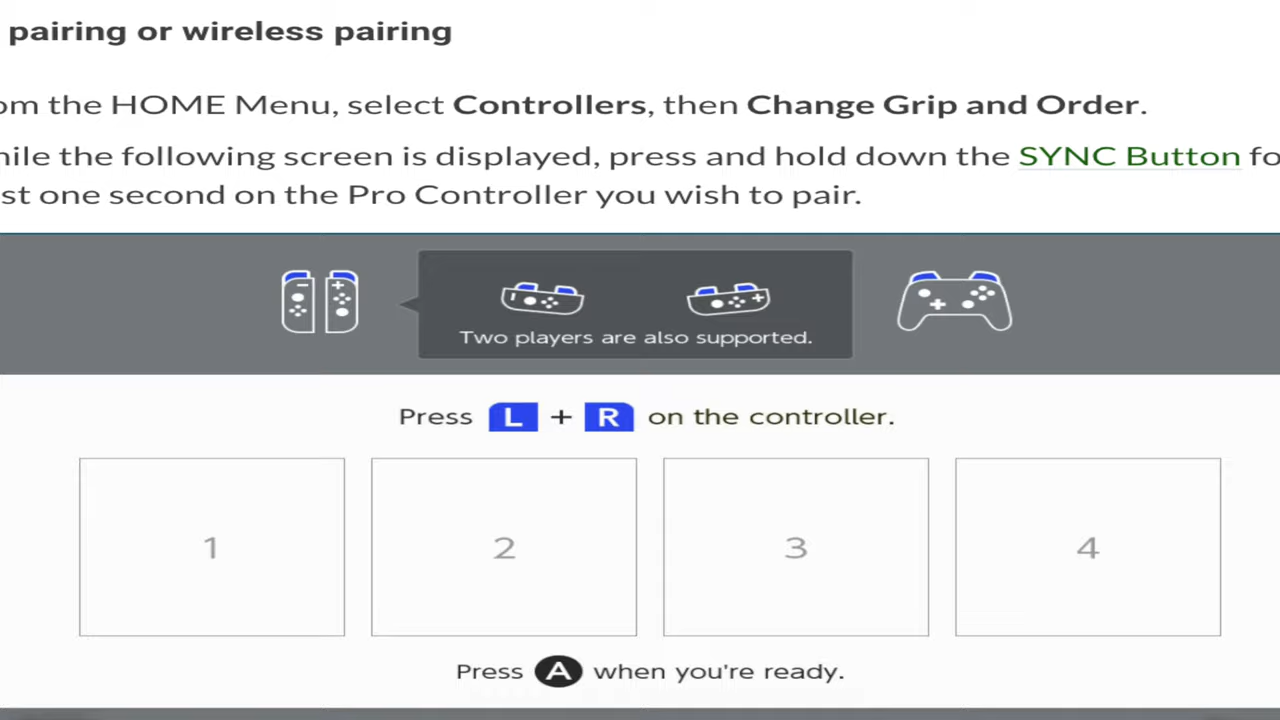 pairing or wireless pairing
om the HOME Menu, select Controllers, then Change Grip and Order.
hile the following screen is displayed, press and hold down the SYNC Button fo
st one second on the Pro Controller you wish to pair.
Two players are also supported.
Press L + R on the controller.
1 2 3 4
Press A when you're ready.